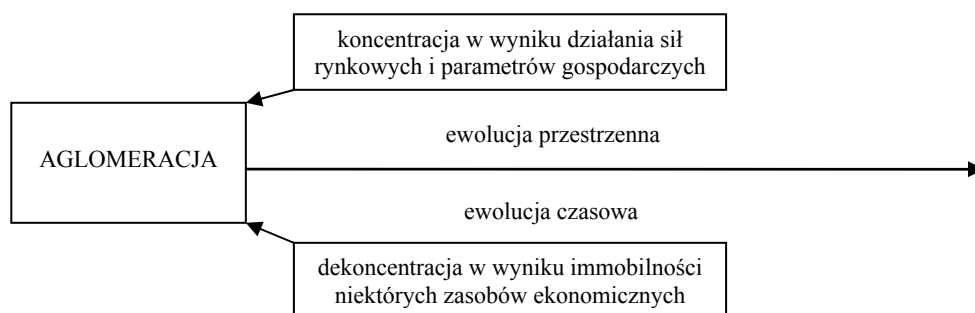 koncentracja w wyniku działania sił
rynkowych i parametrów gospodarczych
ewolucja przestrzenna
AGLOMERACJA
ewolucja czasowa
dekoncentracja w wyniku immobilności
niektórych zasobów ekonomicznych